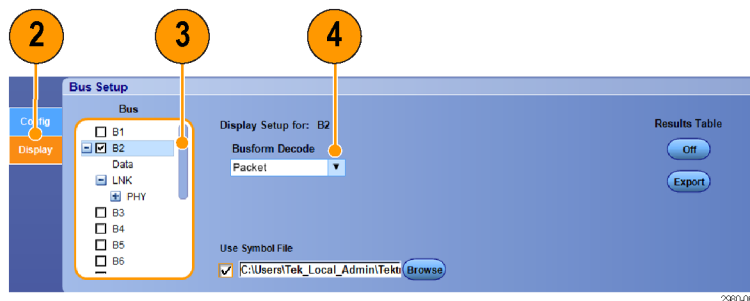 2
3
4
Bus Setup
Config
Display
Bus
B1
B2
Data
LNK
PHY
B3
B4
B5
B6
Display Setup for: B2
Busform Decode
Packet
Use Symbol File
C:\Users\Tek_Local_Admin\Tekt
Browse
Results Table
Off
Export